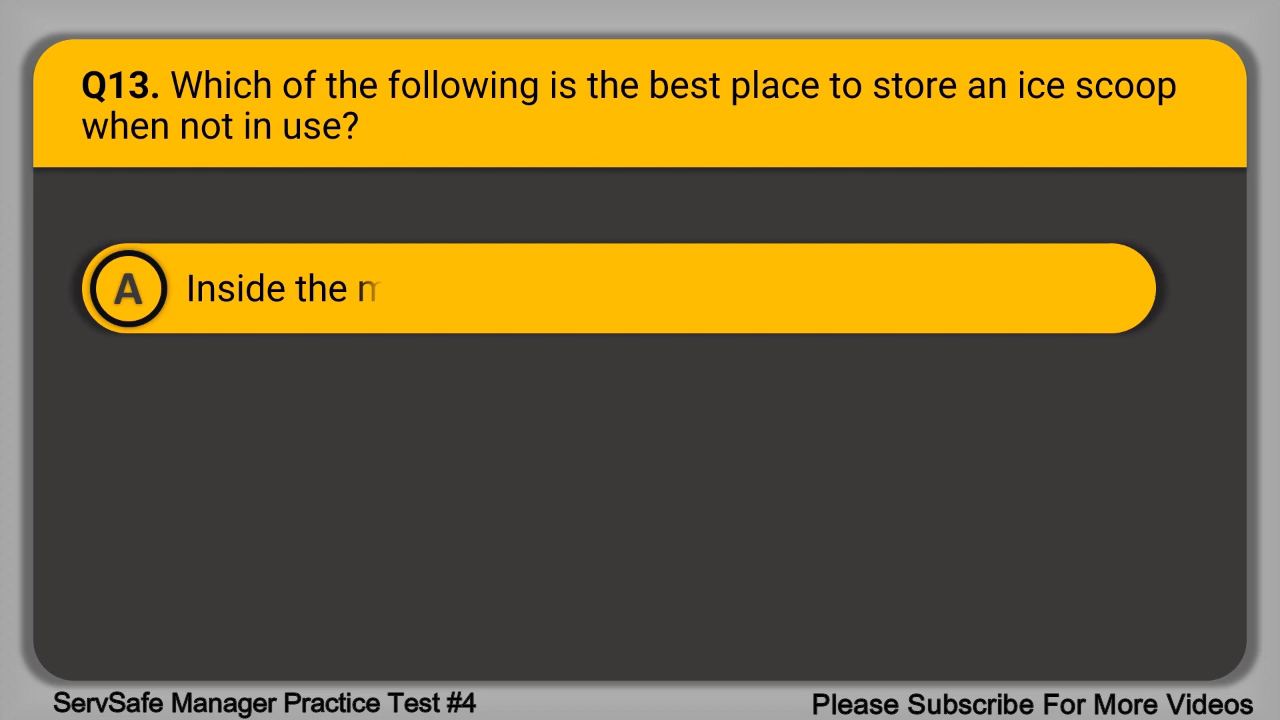 Q13. Which of the following is the best place to store an ice scoop
when not in use?
A
Inside the
ServSafe Manager Practice Test #4
Please Subscribe For More Videos